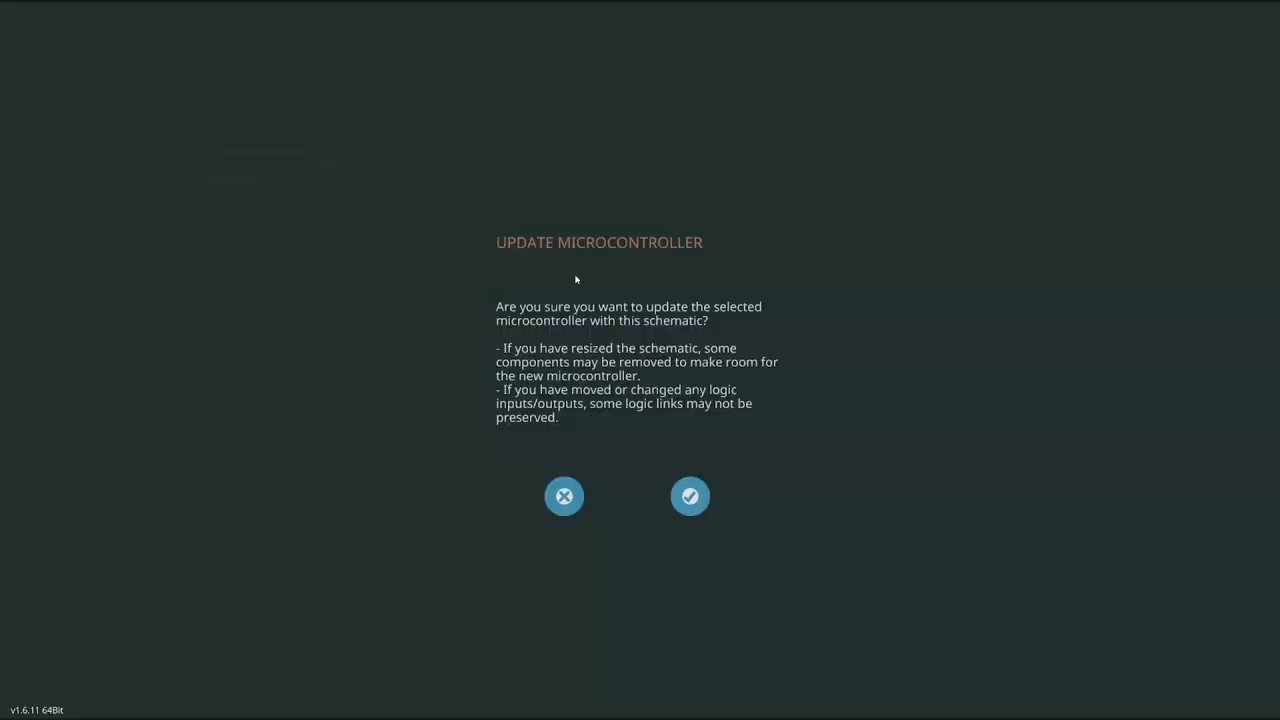 UPDATE MICROCONTROLLER
Are you sure you want to update the selected
microcontroller with this schematic?
- If you have resized the schematic, some
components may be removed to make room for
the new microcontroller.
- If you have moved or changed any logic
inputs/outputs, some logic links may not be
preserved.
v1.6.11 64Bit